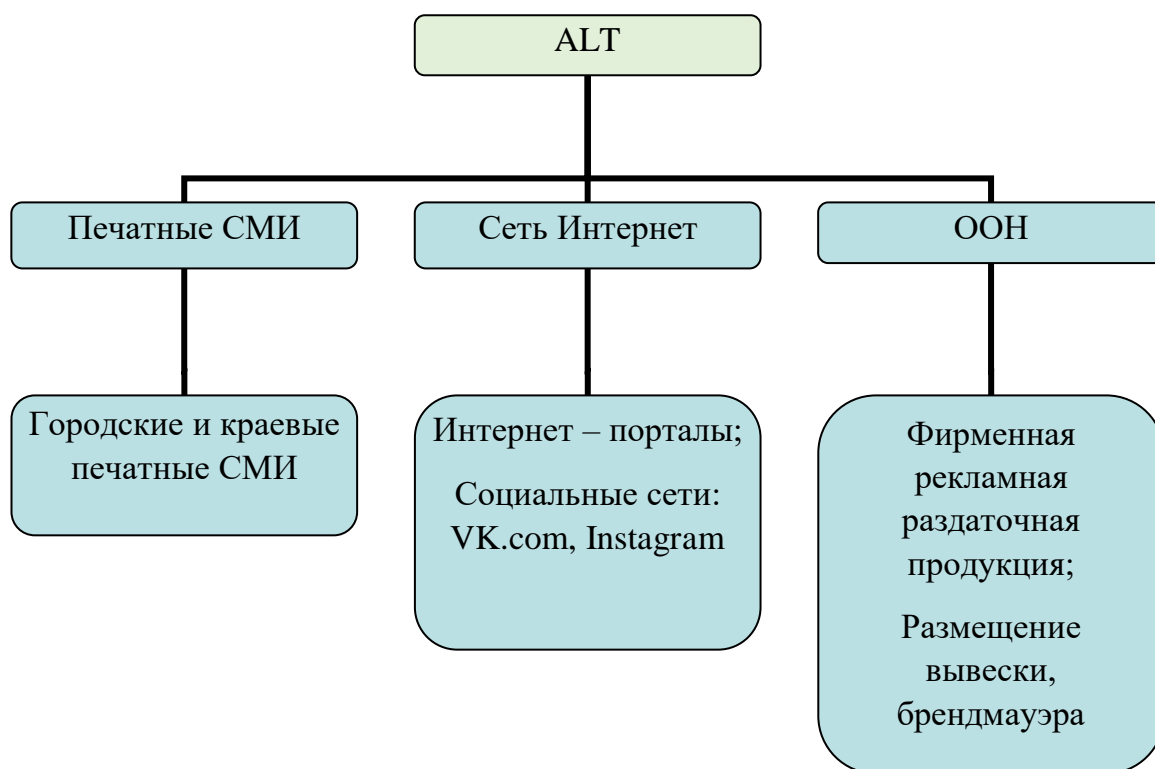 ALT
Печатные СМИ
Сеть Интернет
ООН
Городские и краевые
печатные СМИ
Интернет – порталы;
Социальные сети:
VK.com, Instagram
Фирменная
рекламная
раздаточная
продукция;
Размещение
вывески,
брендмауэра